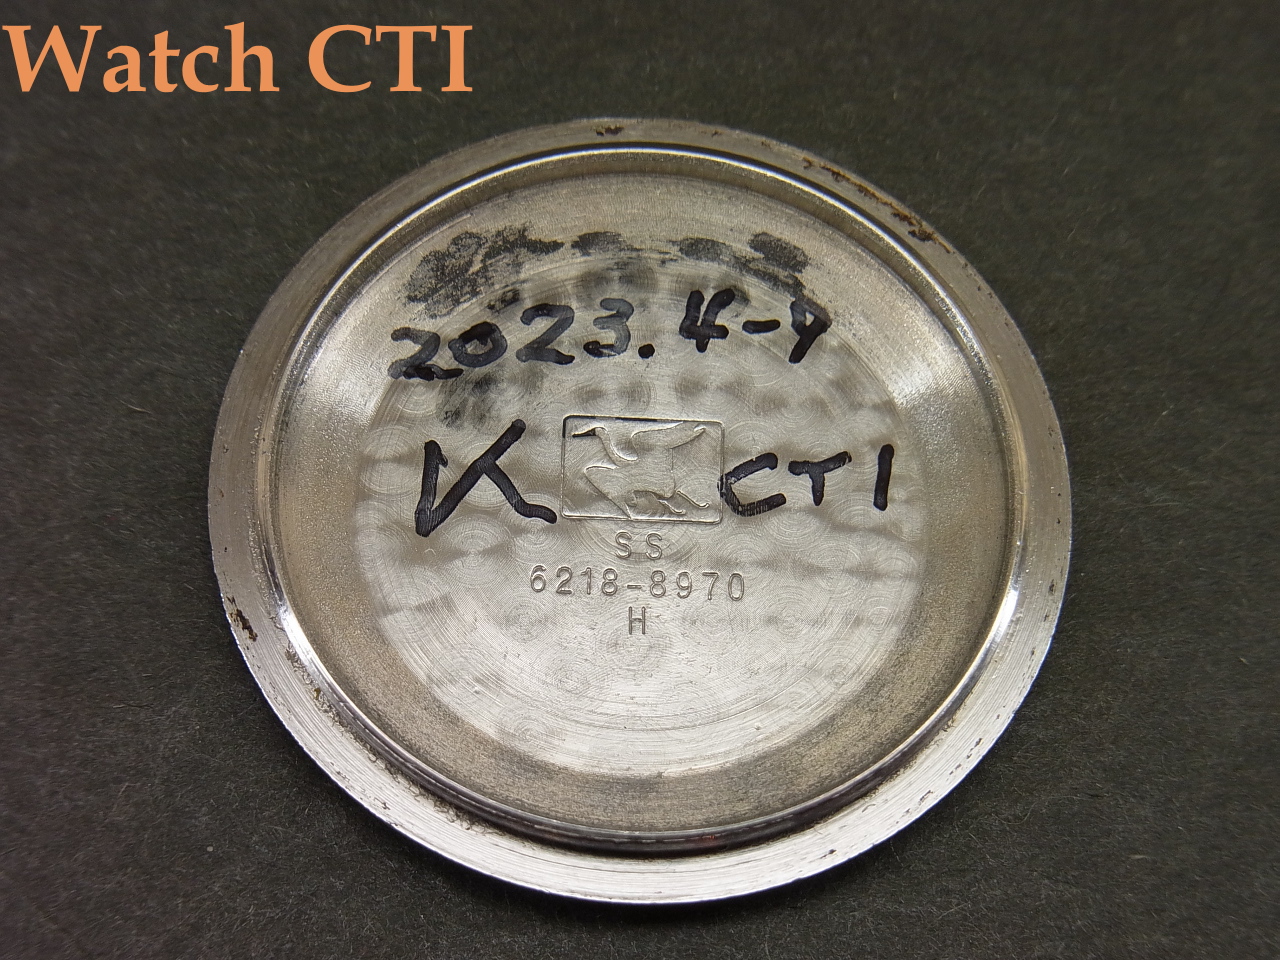 Watch CTI
2023.4-9
K CTI
SS
6218-8970
H